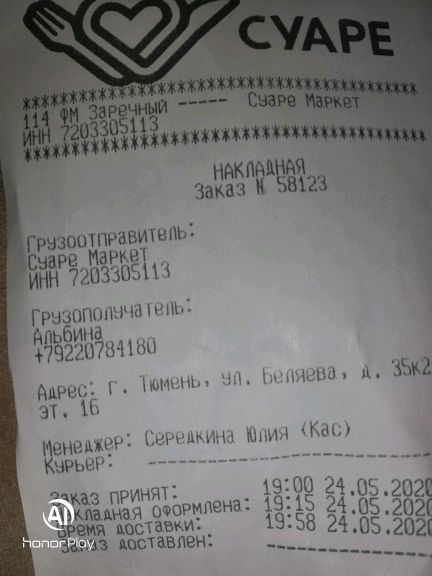 СУАРЕ
************************************
114 ФМ Заречный ----- Суаре Маркет
ИНН 7203305113
************************************
НАКЛАДНАЯ
Заказ № 58123
Грузоотправитель:
Суаре Маркет
ИНН 7203305113
Грузополучатель:
Альбина
+79220784180
Адрес: г. Тюмень, ул. Беляева, д. 35к2
эт. 16
Менеджер: Середкина Юлия (Кас)
Курьер: --------------------
Заказ принят: 19:00 24.05.2020
Накладная оформлена: 19:15 24.05.2020
Время доставки: 19:58 24.05.2020
Заказ доставлен: --------------------
AI
honor Play